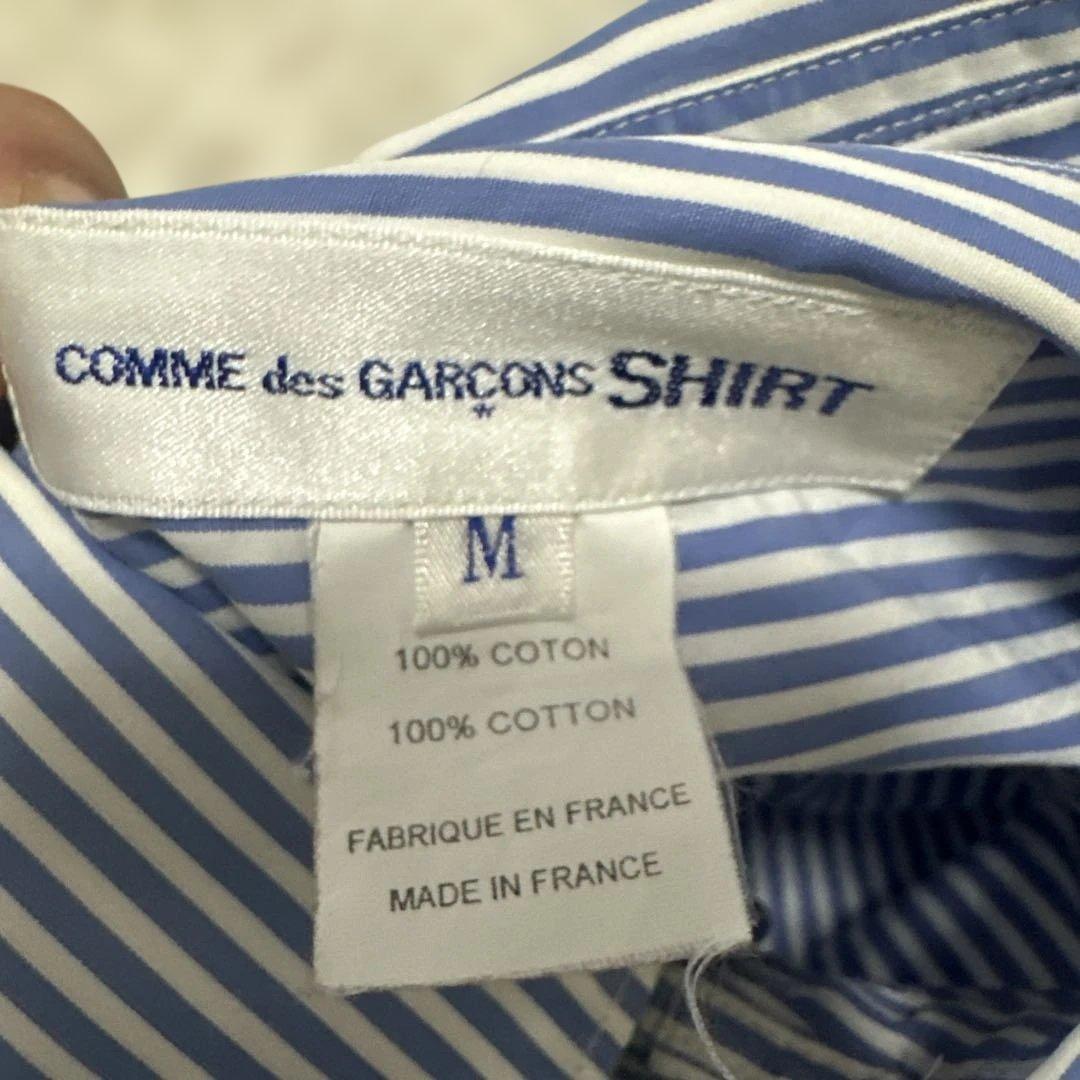 COMME des GARÇONS SHIRT
M
100% COTON
100% COTTON
FABRIQUE EN FRANCE
MADE IN FRANCE